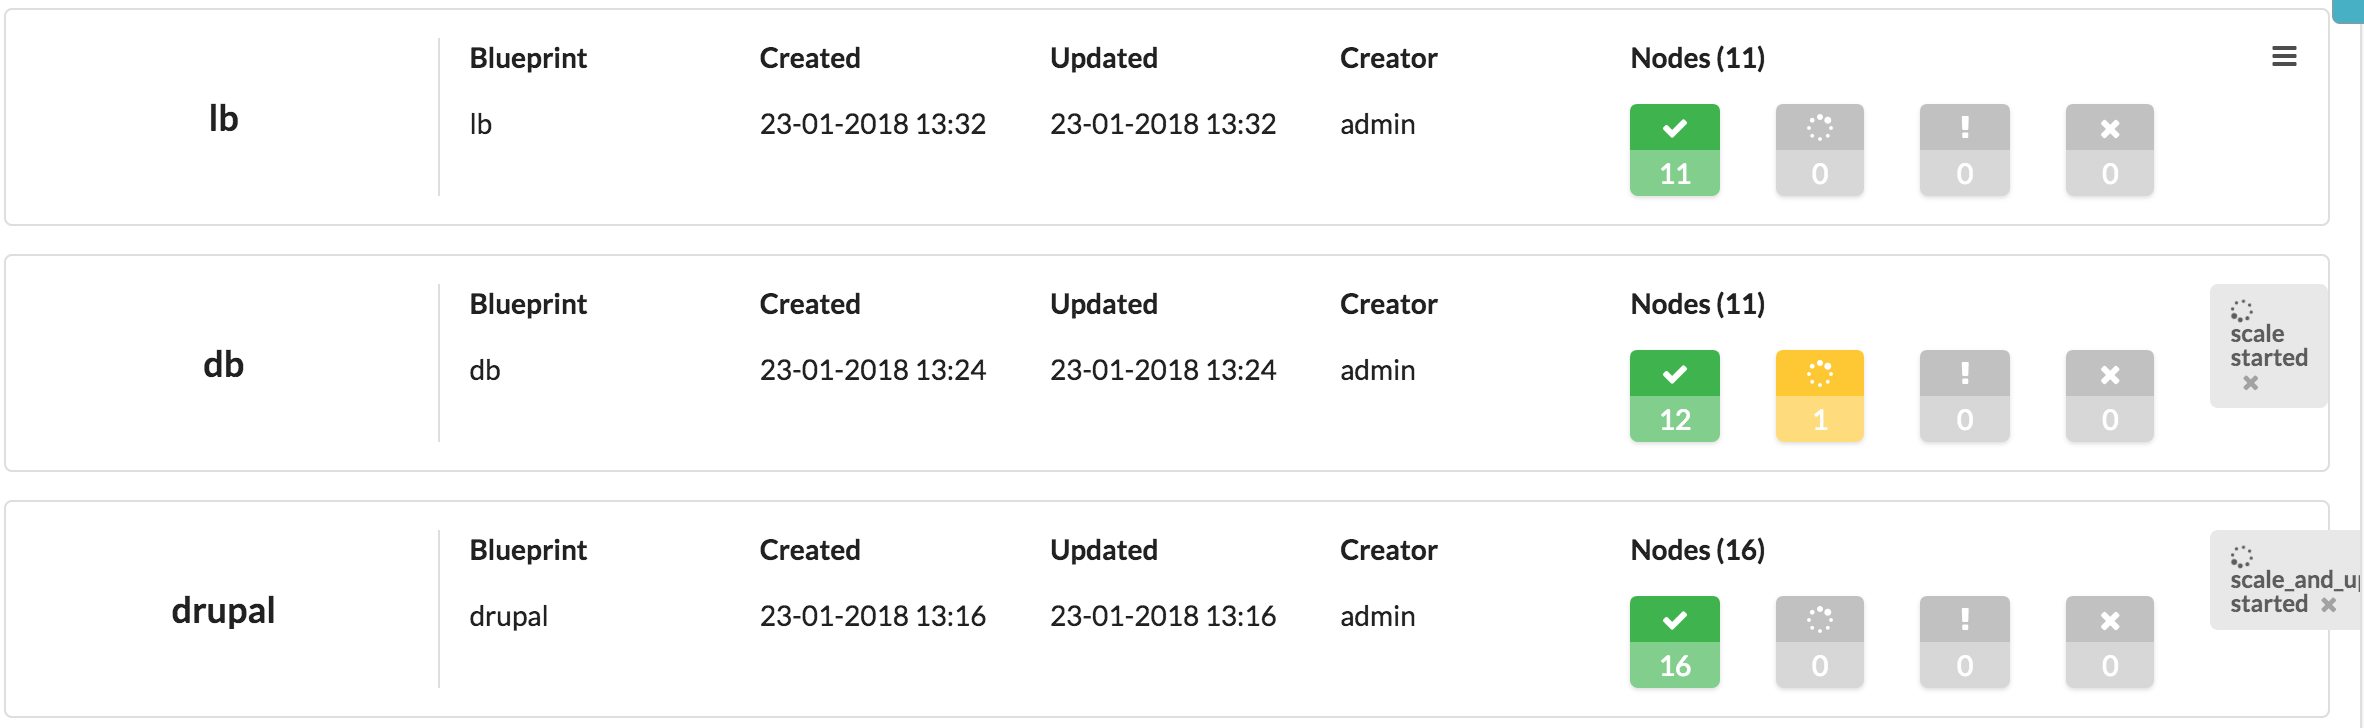 lb
Blueprint Created Updated Creator Nodes (11)
lb 23-01-2018 13:32 23-01-2018 13:32 admin
11 0 0 0
db
Blueprint Created Updated Creator Nodes (11)
db 23-01-2018 13:24 23-01-2018 13:24 admin
12 1 0 0
scale
started
drupal
Blueprint Created Updated Creator Nodes (16)
drupal 23-01-2018 13:16 23-01-2018 13:16 admin
16 0 0 0
scale_and_u
started